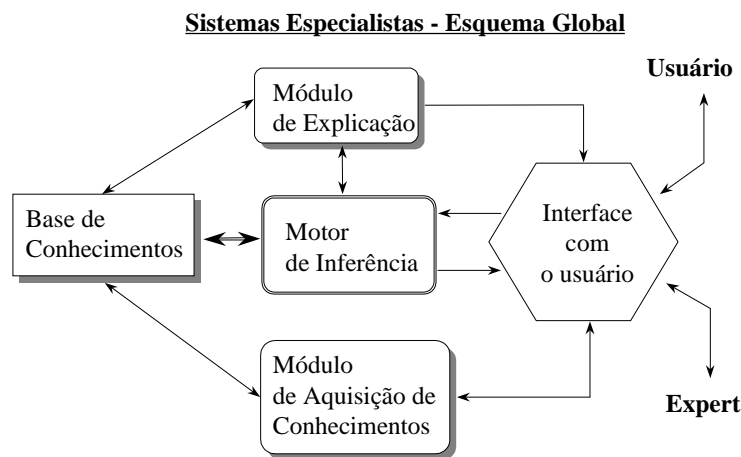 Sistemas Especialistas - Esquema Global
Usuário
Módulo
de Explicação
Base de
Conhecimentos
Motor
de Inferência
Interface
com
o usuário
Módulo
de Aquisição de
Conhecimentos
Expert